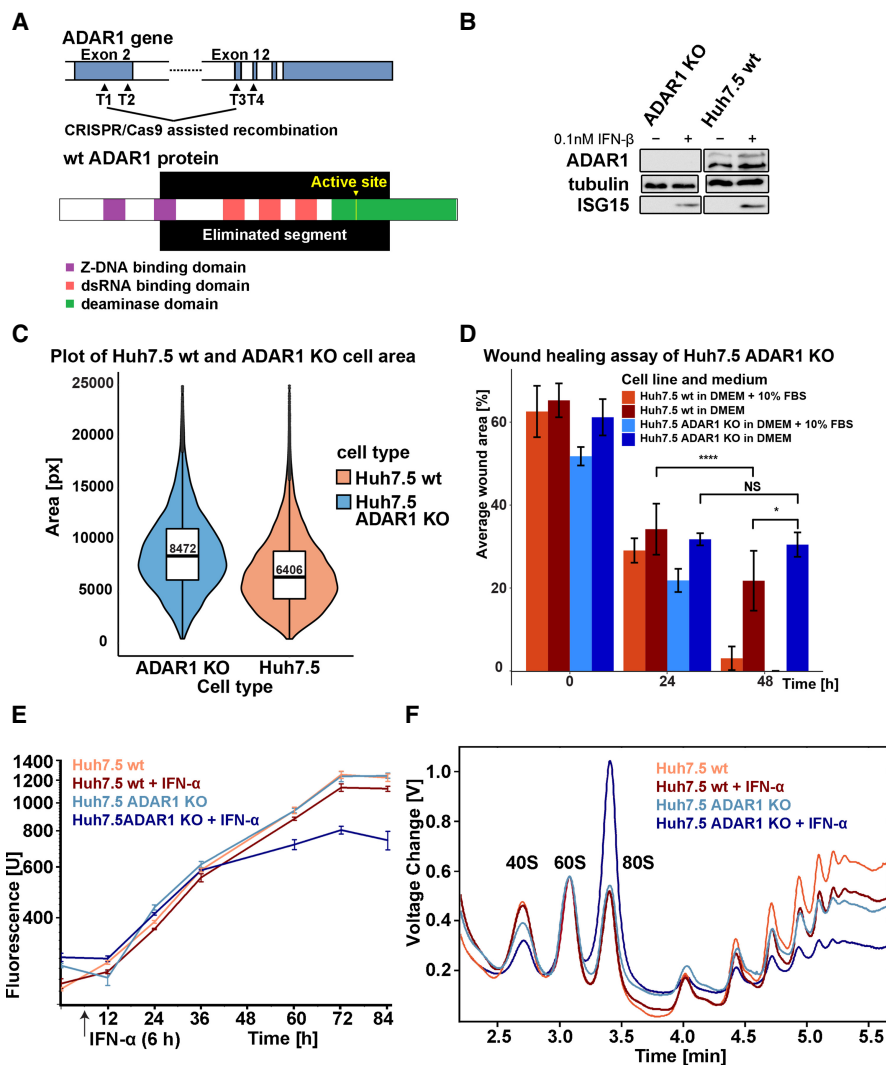 A
ADAR1 gene
Exon 2
Exon 12
T1 T2 T3 T4
CRISPR/Cas9 assisted recombination
wt ADAR1 protein
Active site
Eliminated segment
Z-DNA binding domain
dsRNA binding domain
deaminase domain
B
ADAR1 KO
Huh7.5 wt
0.1nM IFN-β − + − +
ADAR1
tubulin
ISG15
C
Plot of Huh7.5 wt and ADAR1 KO cell area
25000
20000
15000
10000
5000
0
Area [px]
8472
6406
cell type
Huh7.5 wt
Huh7.5
ADAR1 KO
ADAR1 KO
Huh7.5
Cell type
D
Wound healing assay of Huh7.5 ADAR1 KO
Cell line and medium
Huh7.5 wt in DMEM + 10% FBS
Huh7.5 wt in DMEM
Huh7.5 ADAR1 KO in DMEM + 10% FBS
Huh7.5 ADAR1 KO in DMEM
Average wound area [%]
60
40
20
0
****
NS
*
0 24 48 Time [h]
E
Huh7.5 wt
Huh7.5 wt + IFN-α
Huh7.5 ADAR1 KO
Huh7.5ADAR1 KO + IFN-α
Fluorescence [U]
1400
1200
1000
800
600
400
12 24 36 48 60 72 84
IFN-α (6 h)
Time [h]
F
Huh7.5 wt
Huh7.5 wt + IFN-α
Huh7.5 ADAR1 KO
Huh7.5 ADAR1 KO + IFN-α
40S 60S 80S
Voltage Change [V]
1.0
0.8
0.6
0.4
0.2
2.5 3.0 3.5 4.0 4.5 5.0 5.5
Time [min]